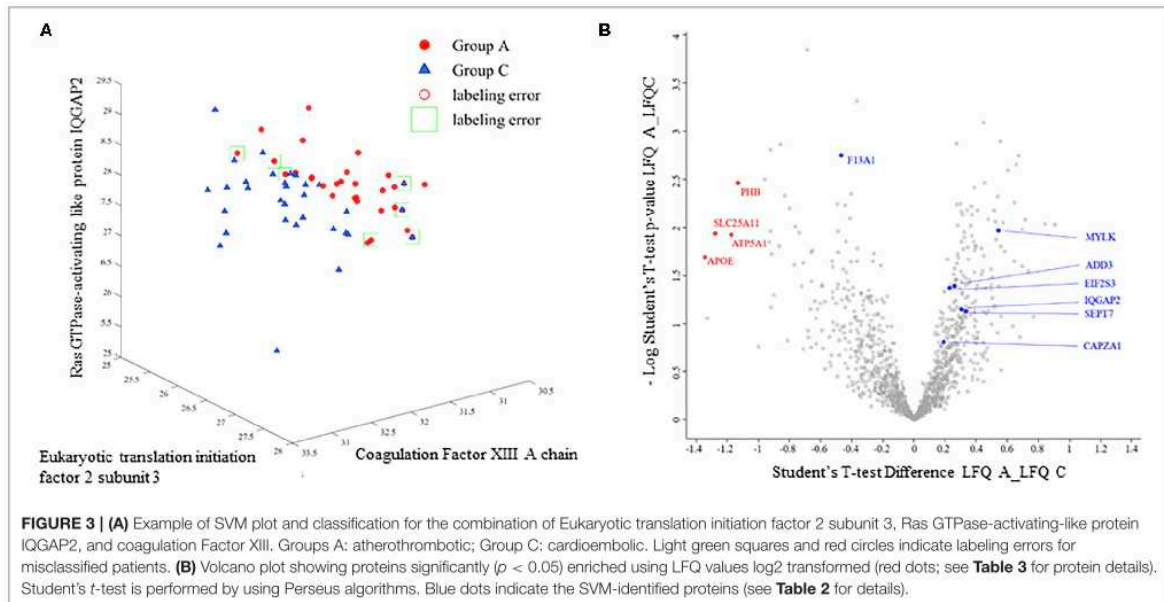 A
Group A
Group C
labeling error
labeling error
Ras GTPase-activating like protein IQGAP2
29.5
29
28.5
28
27.5
27
26.5
26
25.5
25
25
25.5
26
26.5
27
27.5
28
33.5
33
32.5
32
31.5
31
30.5
Eukaryotic translation initiation
factor 2 subunit 3
Coagulation Factor XIII A chain
B
- Log Student's T-test p-value LFQ A_LFQC
4
3.5
3
2.5
2
1.5
1
0.5
0
F13A1
PHB
SLC25A11
ATP5A1
APOE
MYLK
ADD3
EIF2S3
IQGAP2
SEPT7
CAPZA1
-1.4 -1.2 -1 -0.8 -0.6 -0.4 -0.2 0 0.2 0.4 0.6 0.8 1 1.2 1.4
Student's T-test Difference LFQ A_LFQ C
FIGURE 3 | (A) Example of SVM plot and classification for the combination of Eukaryotic translation initiation factor 2 subunit 3, Ras GTPase-activating-like protein
IQGAP2, and coagulation Factor XIII. Groups A: atherothrombotic; Group C: cardioembolic. Light green squares and red circles indicate labeling errors for
misclassified patients. (B) Volcano plot showing proteins significantly (p < 0.05) enriched using LFQ values log2 transformed (red dots; see Table 3 for protein details).
Student's t-test is performed by using Perseus algorithms. Blue dots indicate the SVM-identified proteins (see Table 2 for details).